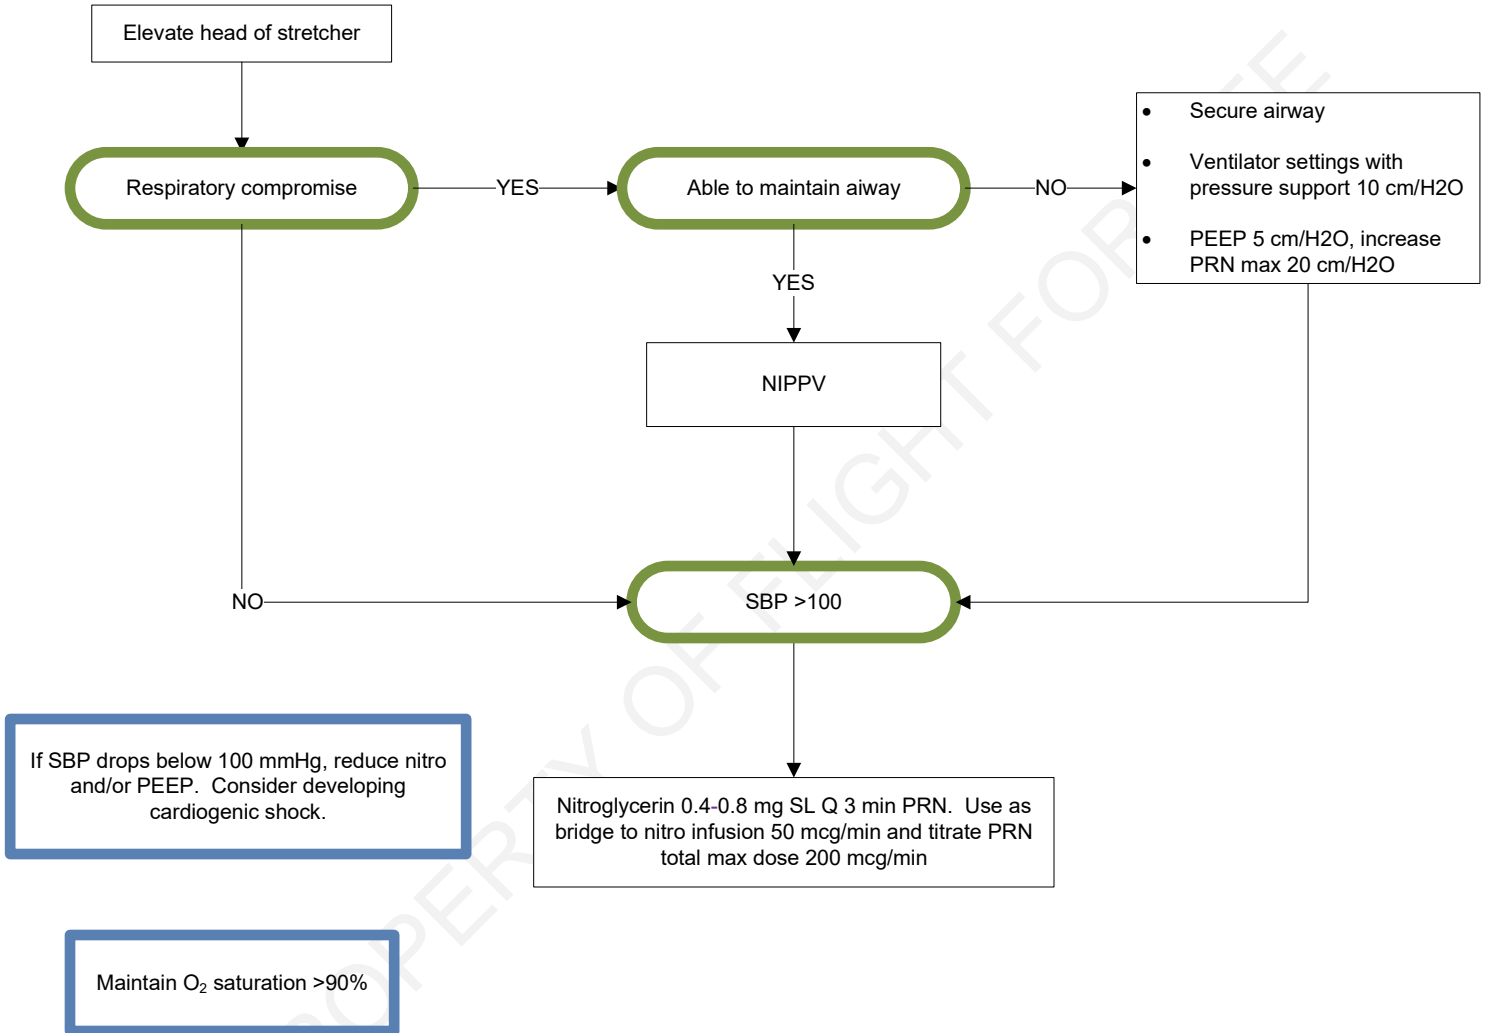 Elevate head of stretcher
Respiratory compromise
YES
Able to maintain aiway
NO
• Secure airway
• Ventilator settings with
pressure support 10 cm/H2O
• PEEP 5 cm/H2O, increase
PRN max 20 cm/H2O
YES
NIPPV
NO
SBP >100
If SBP drops below 100 mmHg, reduce nitro
and/or PEEP.  Consider developing
cardiogenic shock.
Nitroglycerin 0.4-0.8 mg SL Q 3 min PRN.  Use as
bridge to nitro infusion 50 mcg/min and titrate PRN
total max dose 200 mcg/min
Maintain O₂ saturation >90%
OF FLIGHT